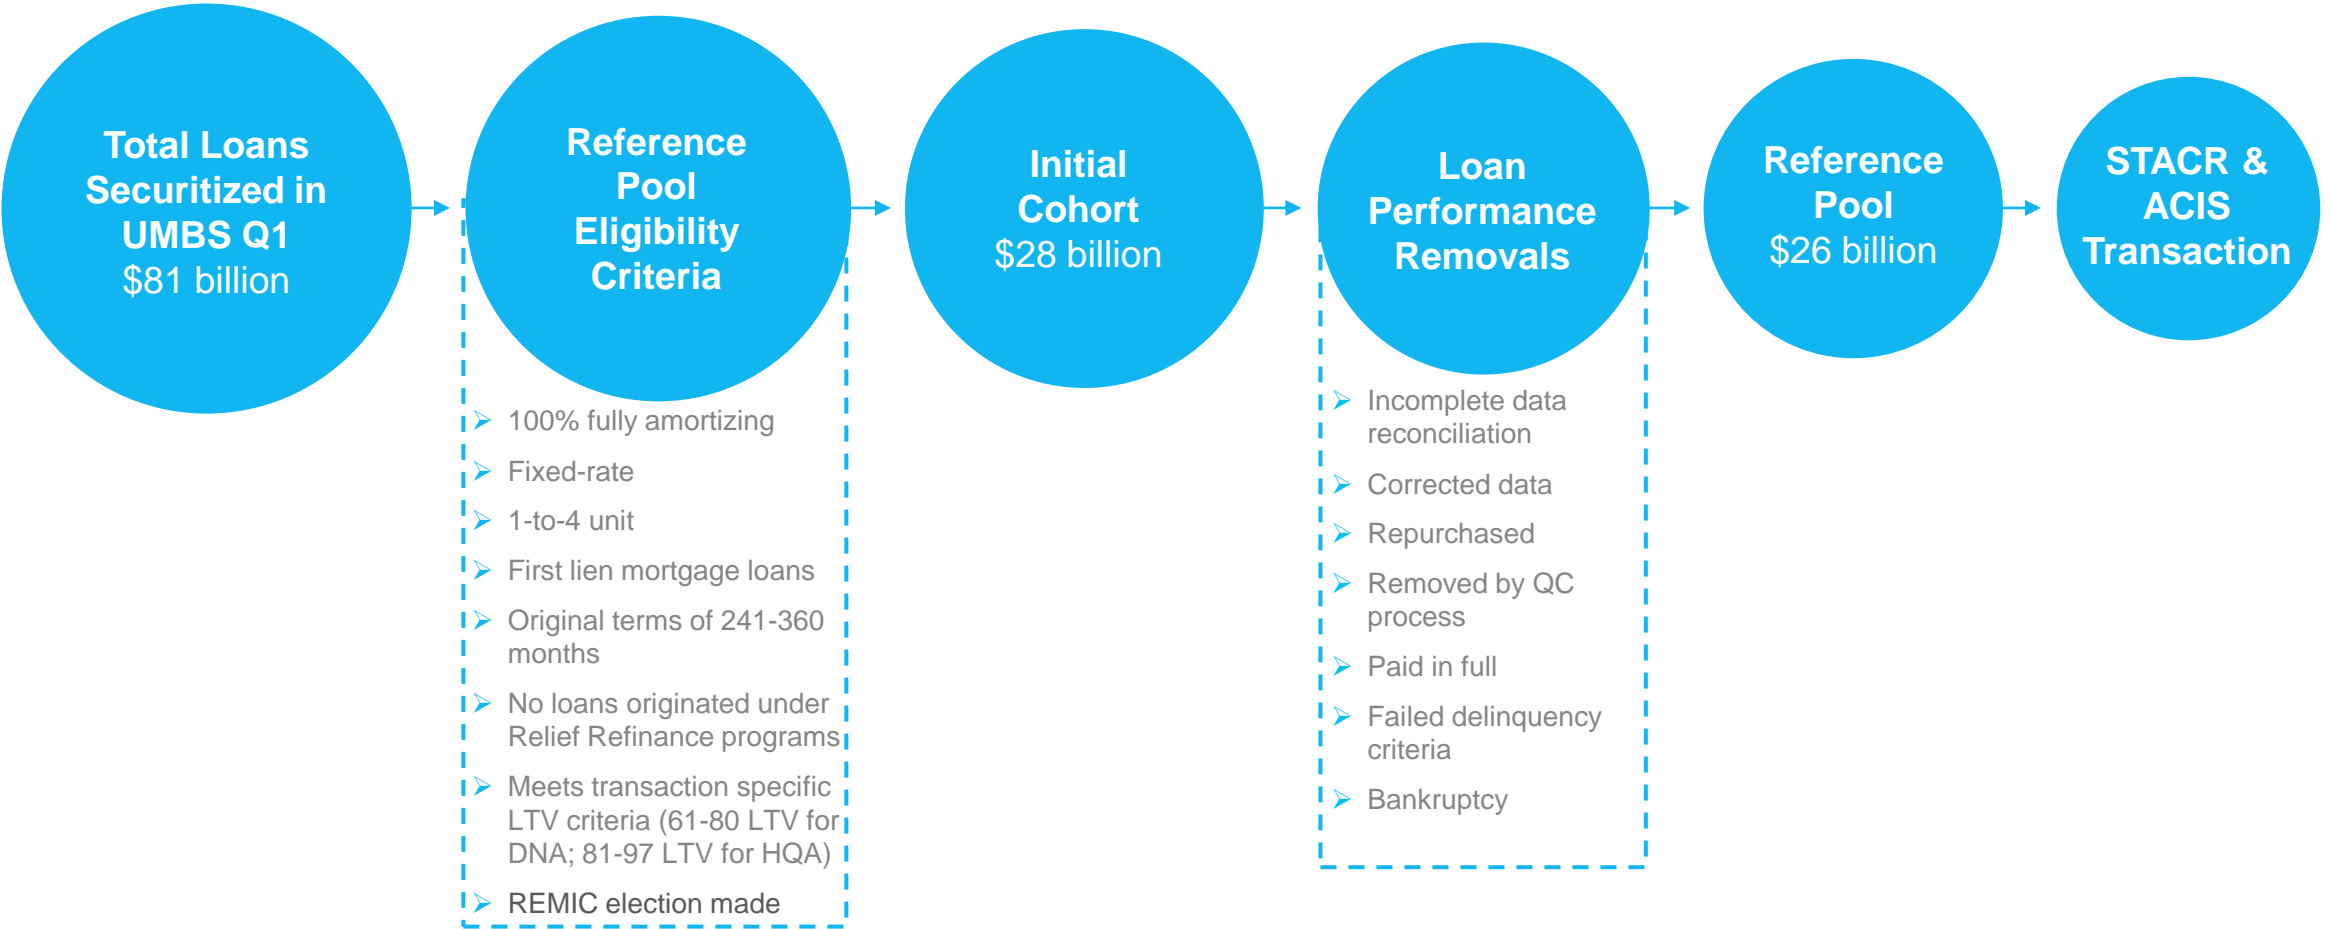 Total Loans
Securitized in
UMBS Q1
$81 billion
Reference
Pool
Eligibility
Criteria
100% fully amortizing
Fixed-rate
1-to-4 unit
First lien mortgage loans
Original terms of 241-360
months
No loans originated under
Relief Refinance programs
Meets transaction specific
LTV criteria (61-80 LTV for
DNA; 81-97 LTV for HQA)
REMIC election made
Initial
Cohort
$28 billion
Loan
Performance
Removals
Incomplete data
reconciliation
Corrected data
Repurchased
Removed by QC
process
Paid in full
Failed delinquency
criteria
Bankruptcy
Reference
Pool
$26 billion
STACR &
ACIS
Transaction